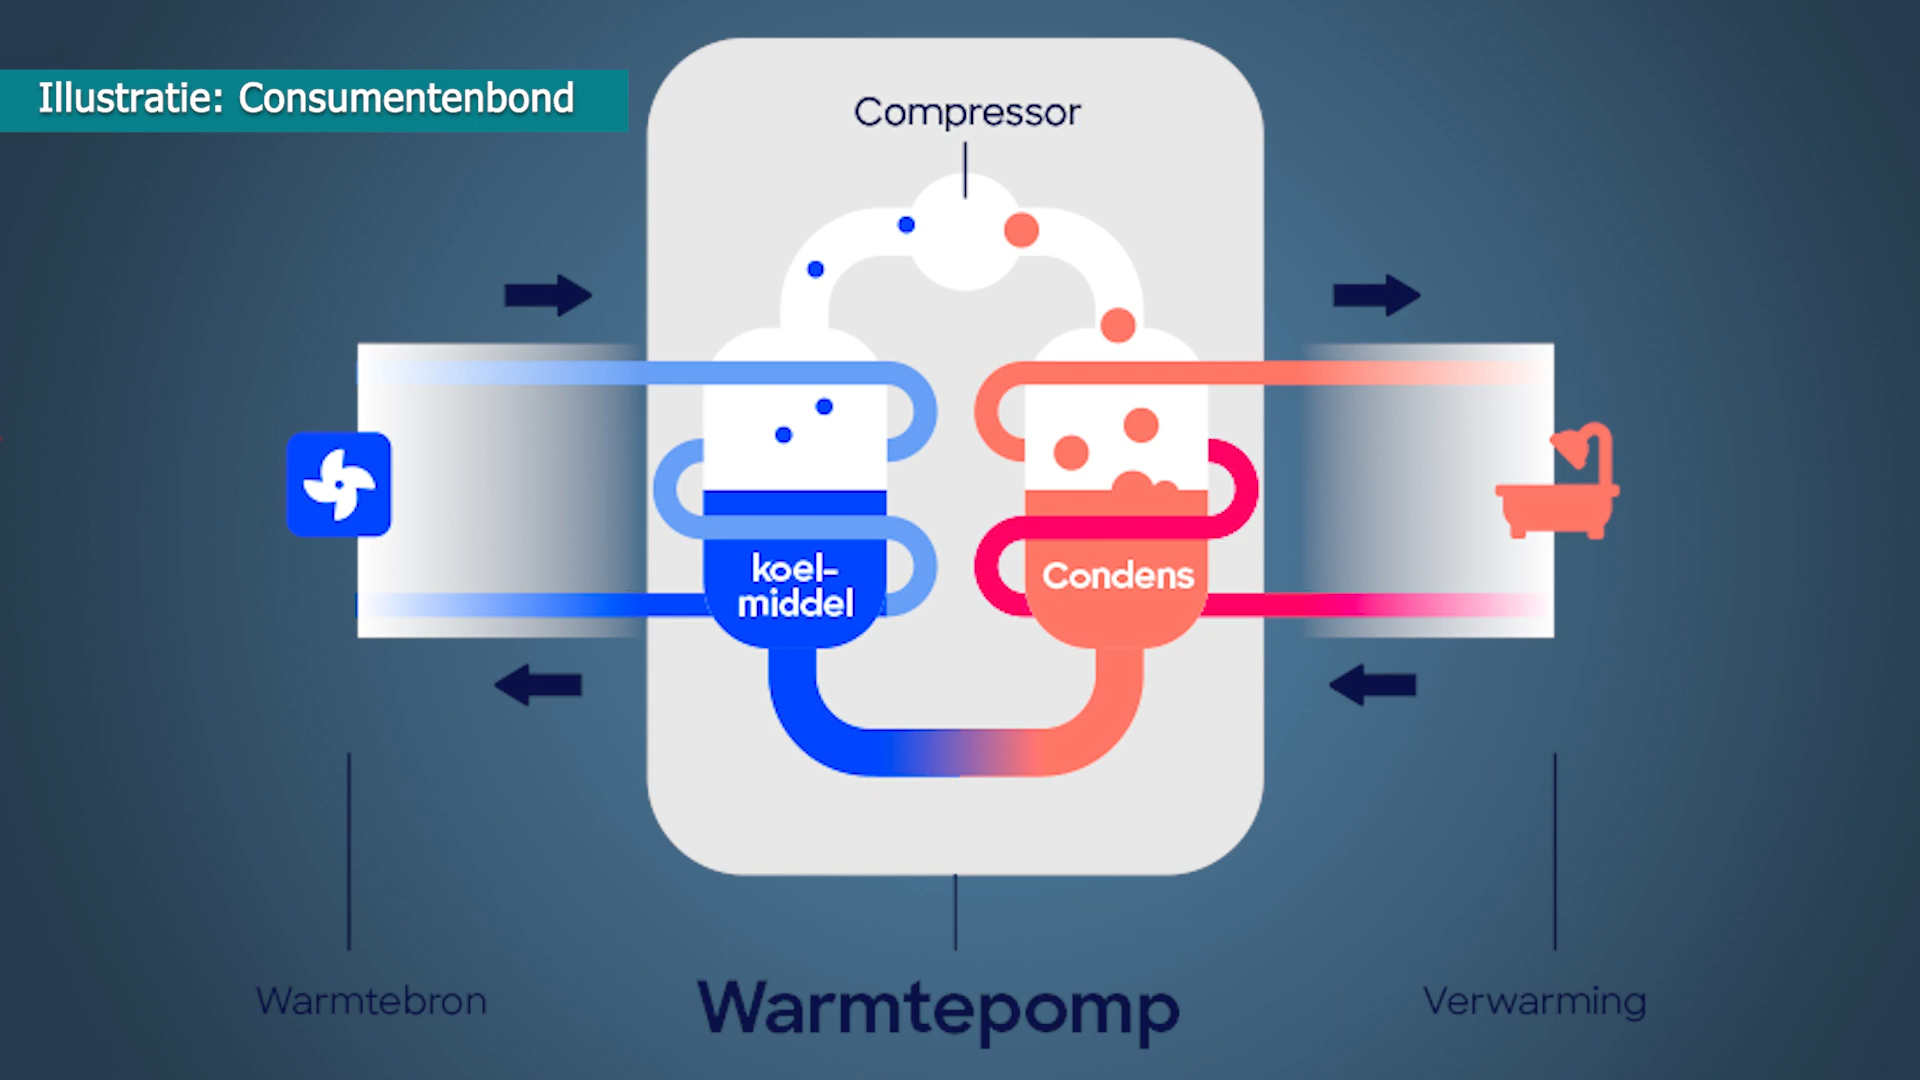 Illustratie: Consumentenbond
Compressor
koel-
middel
Condens
Warmtebron
Warmtepomp
Verwarming